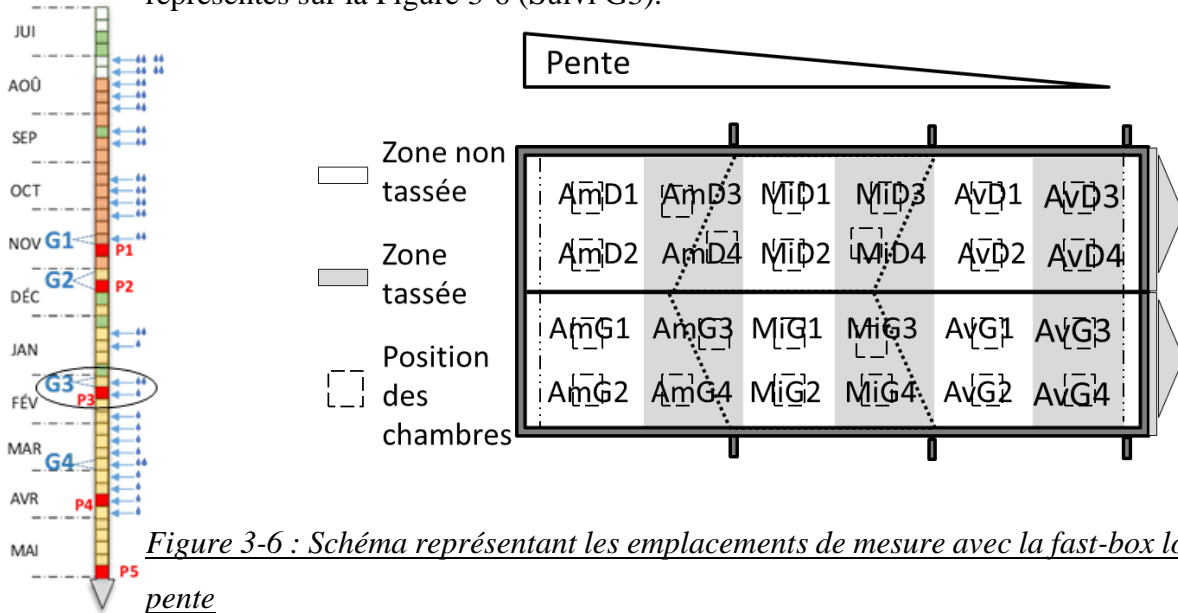 représentés sur la Figure 3-6 (Suivi G3).
JUI
AOÛ
SEP
OCT
NOV
G1
P1
G2
P2
DÉC
JAN
G3
P3
FÉV
MAR
G4
AVR
P4
MAI
P5
Pente
Zone non
tassée
Zone
tassée
Position
des
chambres
AmD1 AmD3 MiD1 MiD3 AvD1 AvD3
AmD2 AmD4 MiD2 MiD4 AvD2 AvD4
AmG1 AmG3 MiG1 MiG3 AvG1 AvG3
AmG2 AmG4 MiG2 MiG4 AvG2 AvG4
Figure 3-6 : Schéma représentant les emplacements de mesure avec la fast-box lo
pente